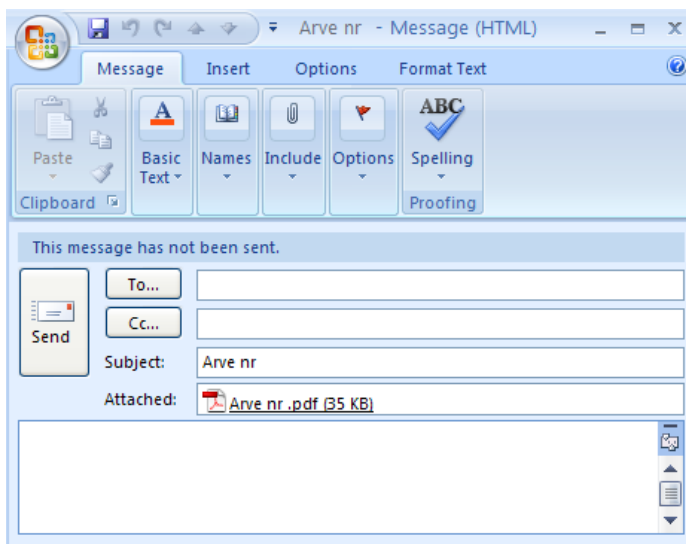 Arve nr - Message (HTML)
Message Insert Options Format Text
Paste
Basic Text
Names
Include
Options
ABC
Spelling
Clipboard
Proofing
This message has not been sent.
Send
To...
Cc...
Subject: Arve nr
Attached: Arve nr .pdf (35 KB)